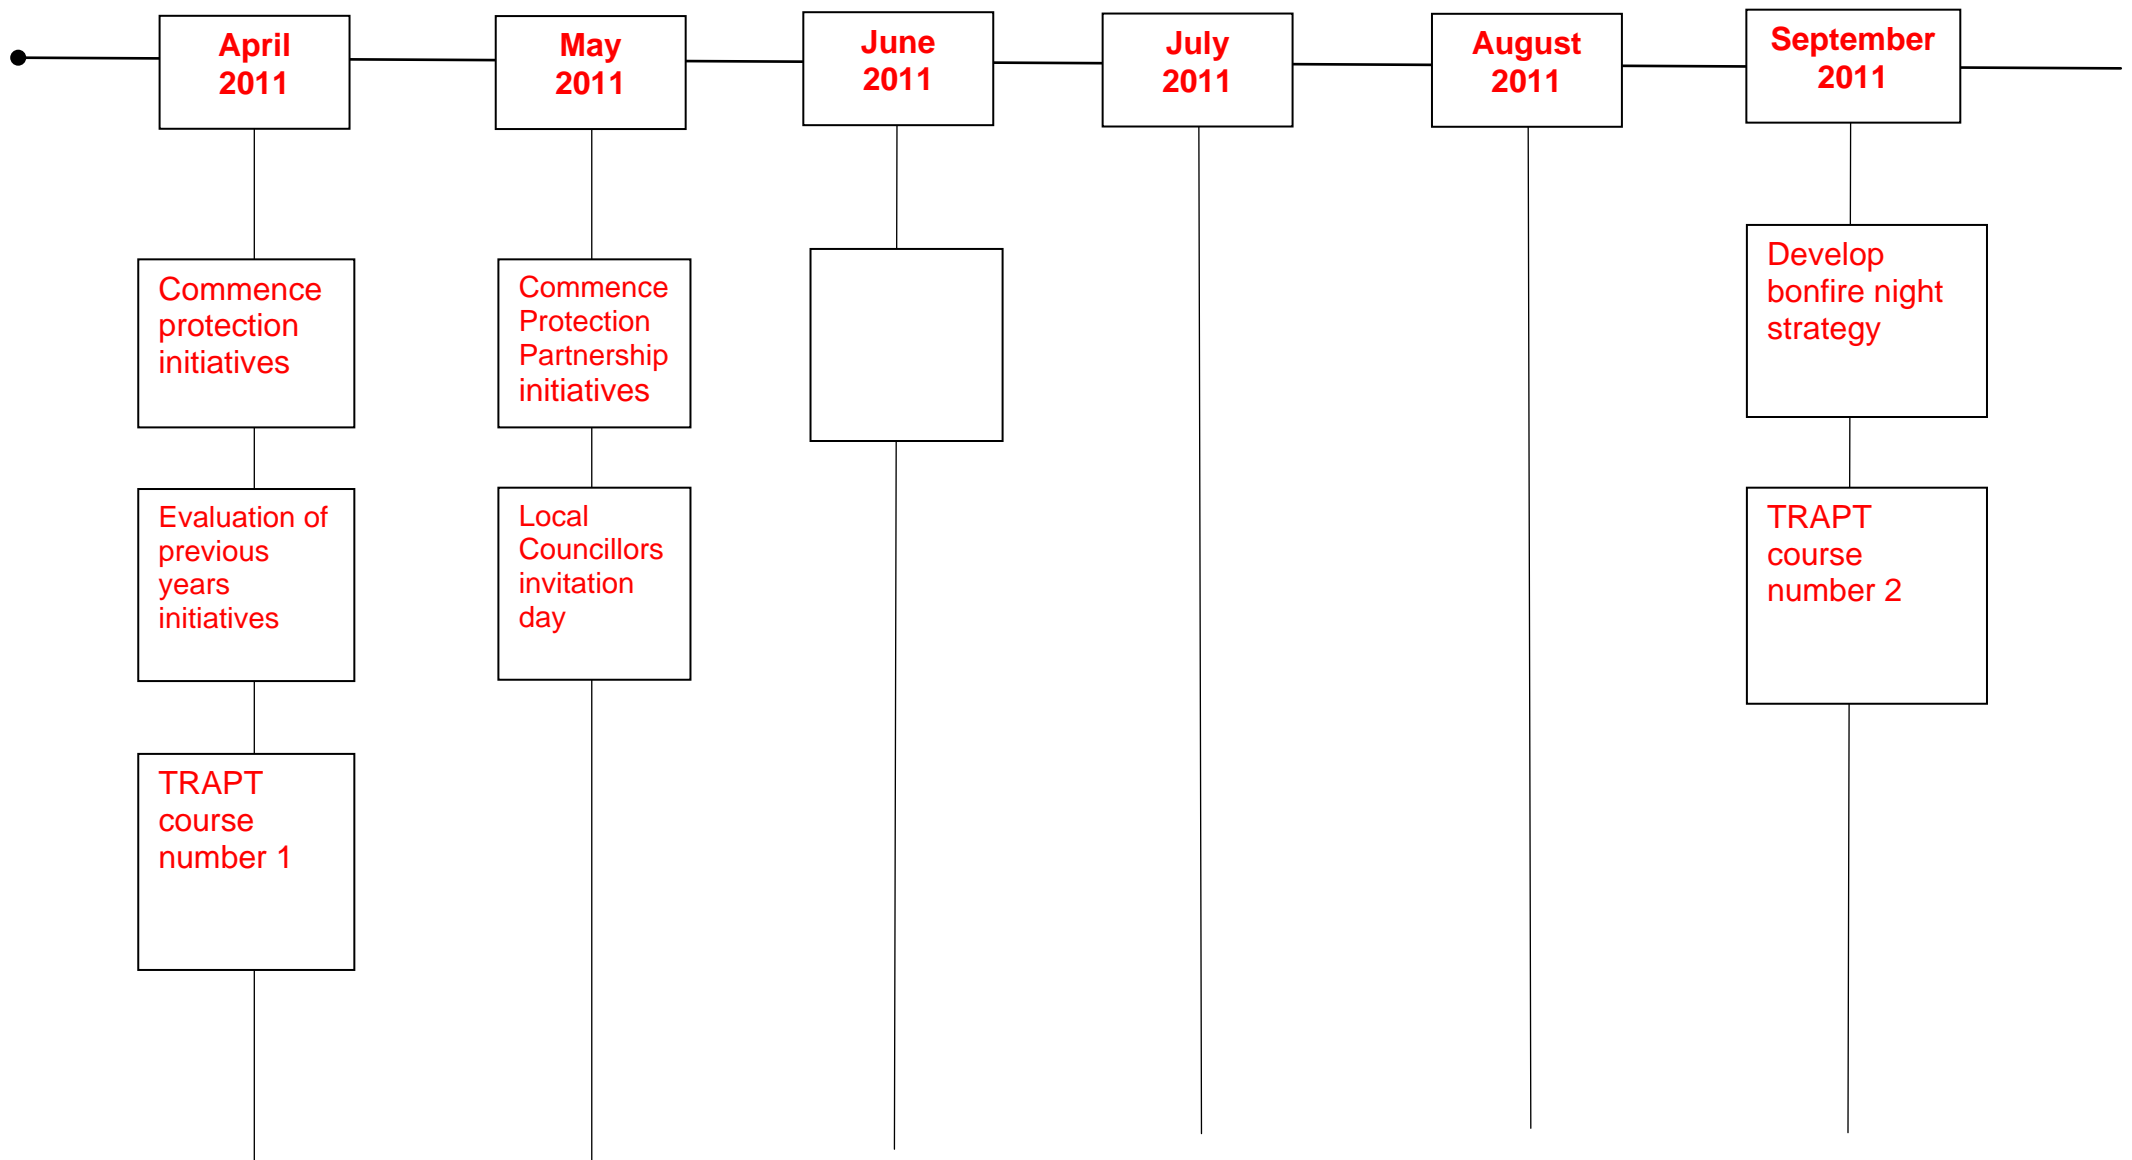 April
2011
May
2011
June
2011
July
2011
August
2011
September
2011
Commence
protection
initiatives
Evaluation of
previous
years
initiatives
TRAPT
course
number 1
Commence
Protection
Partnership
initiatives
Local
Councillors
invitation
day
Develop
bonfire night
strategy
TRAPT
course
number 2